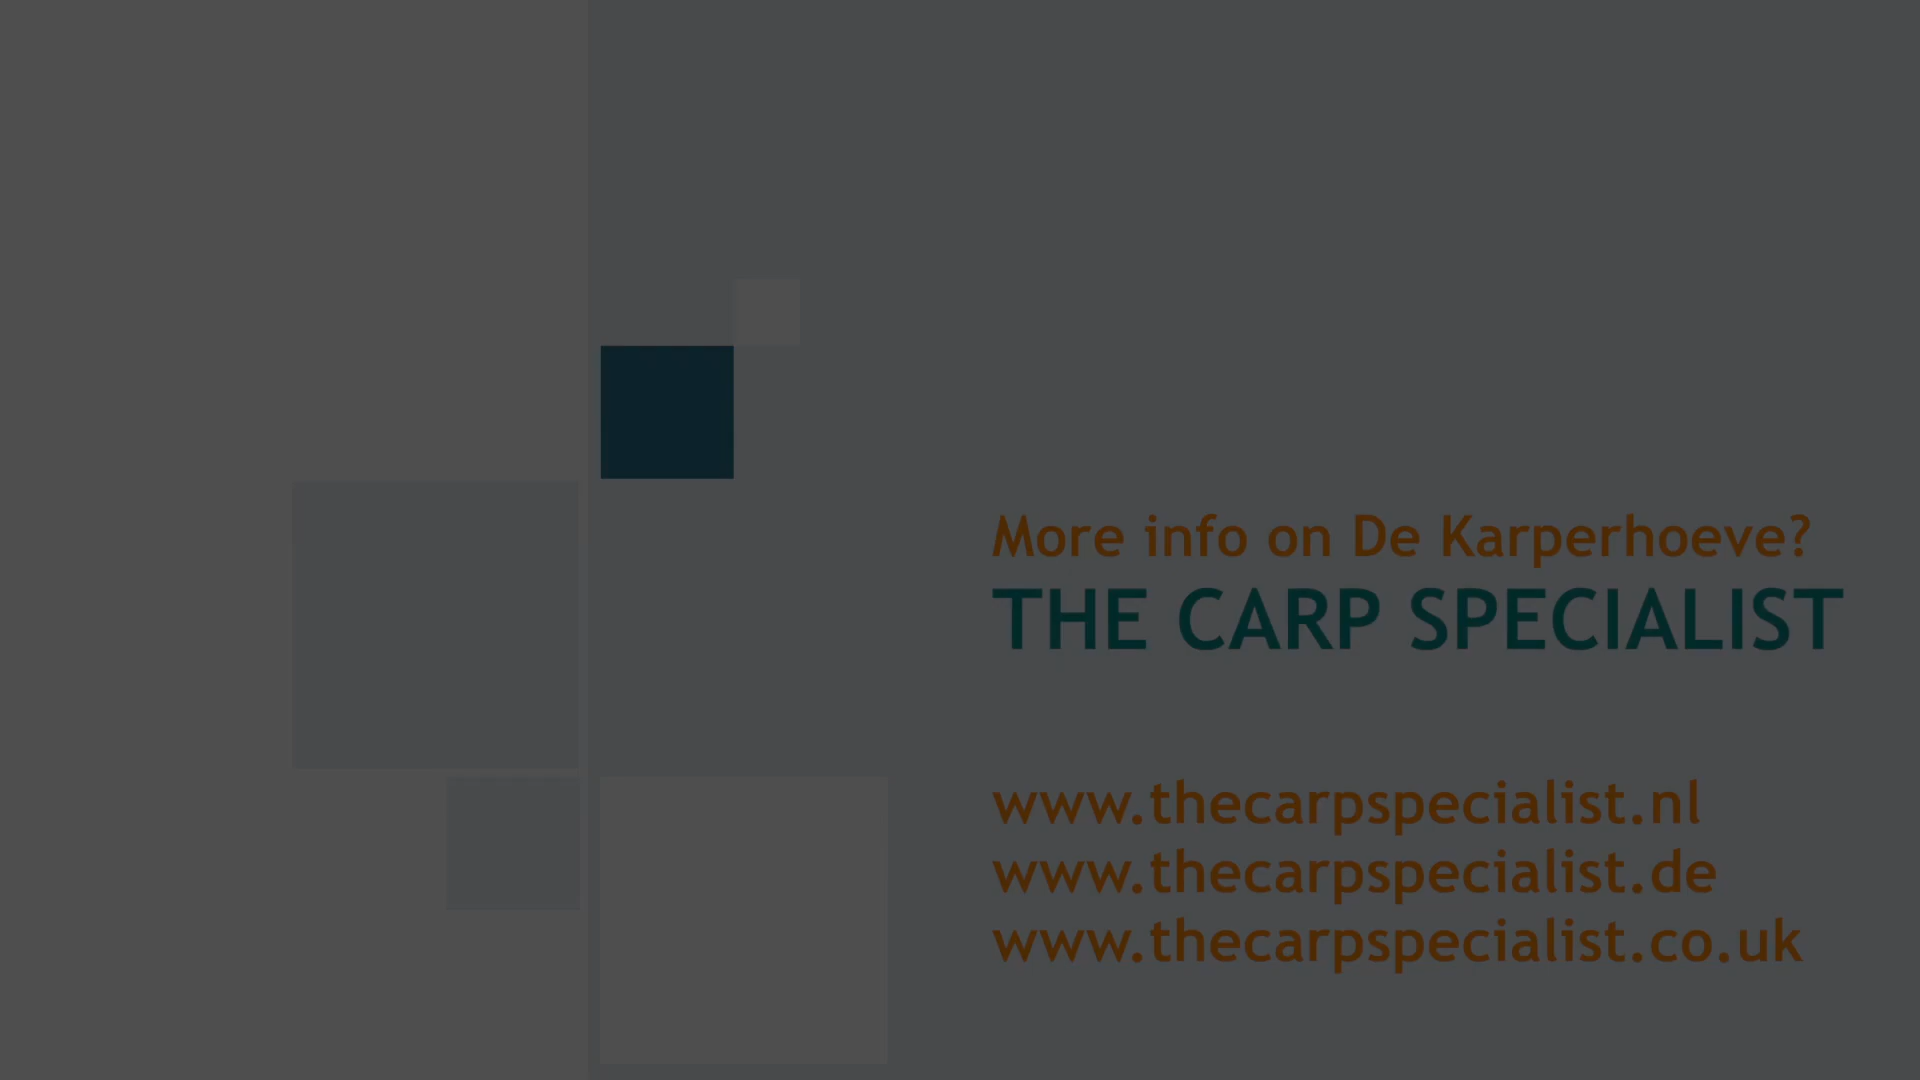 More info on De Karperhoeve?
THE CARP SPECIALIST
www.thecarpspecialist.nl
www.thecarpspecialist.de
www.thecarpspecialist.co.uk